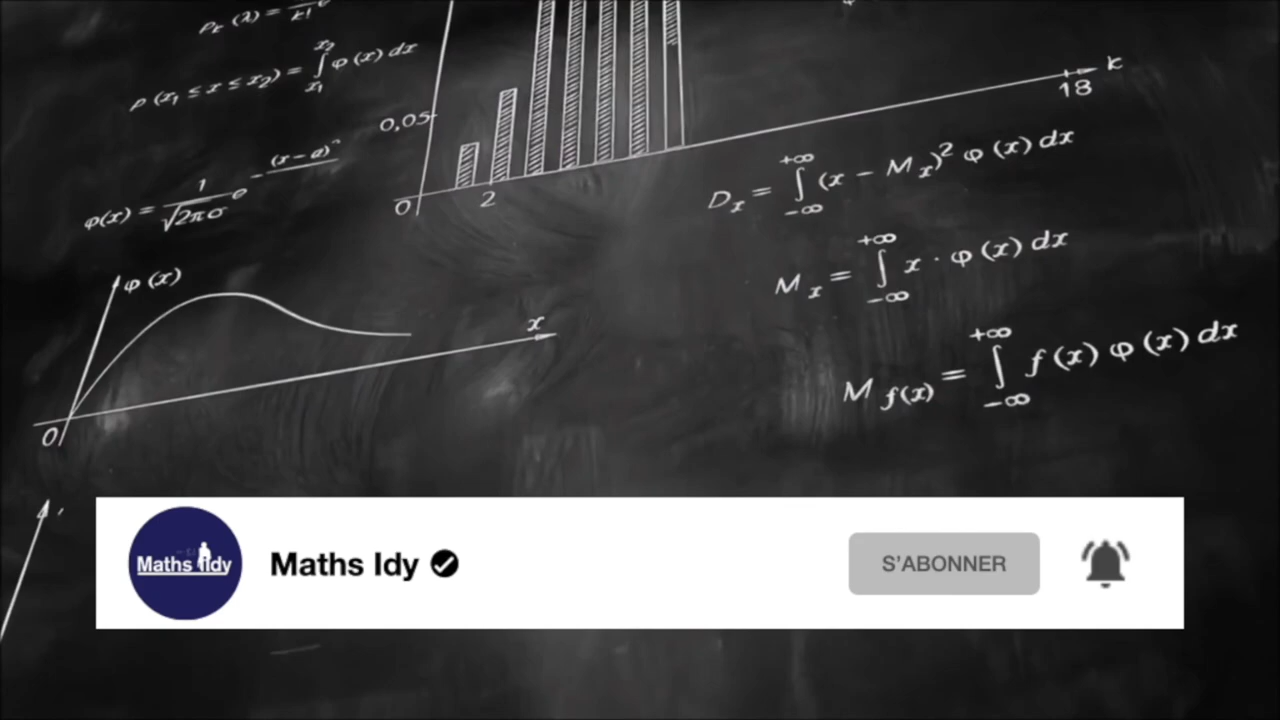 p_k (λ) =
p (x₁ ≤ x ≤ x₂) = ∫_{x₁}^{x₂} φ (x) dx
φ(x) = 1/√2πσ e^{- (x-a)^}
0,05
0
2
18
k
D_x = ∫_{-∞}^{+∞} (x - M_x)² φ (x) dx
M_x = ∫_{-∞}^{+∞} x · φ (x) dx
M_{f(x)} = ∫_{-∞}^{+∞} f (x) φ (x) dx
φ (x)
x
0
Maths Idy
Maths Idy
S'ABONNER